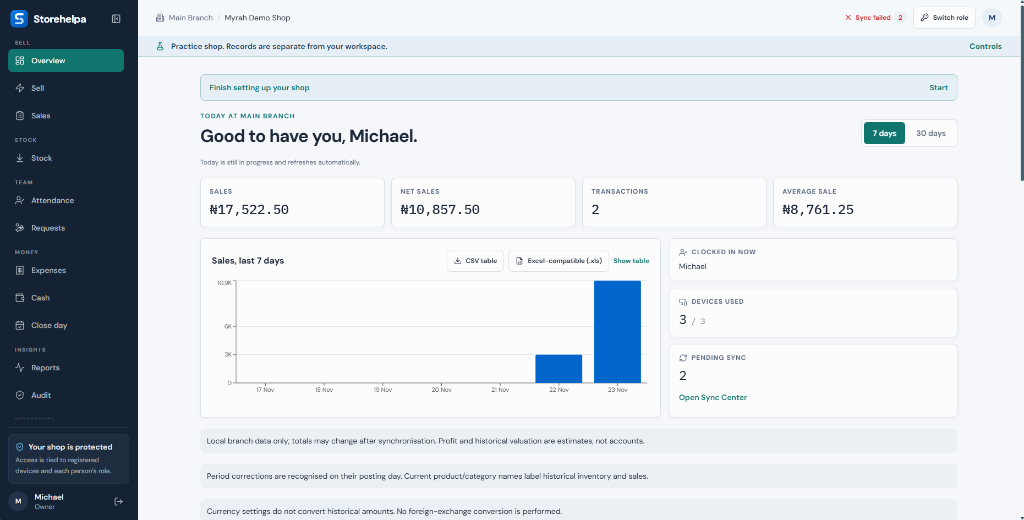 Storehelpa
SELL
Overview
Sell
Sales
STOCK
Stock
TEAM
Attendance
Requests
MONEY
Expenses
Cash
Close day
INSIGHTS
Reports
Audit
Your shop is protected
Access is tied to registered
devices and each person's role.
M
Michael
Owner
Main Branch / Myrah Demo Shop
Sync failed 2
Switch role
M
Practice shop. Records are separate from your workspace.
Controls
Finish setting up your shop
Start
TODAY AT MAIN BRANCH
Good to have you, Michael.
7 days
30 days
Today is still in progress and refreshes automatically.
SALES
₦17,522.50
NET SALES
₦10,857.50
TRANSACTIONS
2
AVERAGE SALE
₦8,761.25
Sales, last 7 days
CSV table
Excel-compatible (.xls)
Show table
10.9K
6K
3K
0
17 Nov 18 Nov 19 Nov 20 Nov 21 Nov 22 Nov 23 Nov
CLOCKED IN NOW
Michael
DEVICES USED
3 / 3
PENDING SYNC
2
Open Sync Center
Local branch data only; totals may change after synchronisation. Profit and historical valuation are estimates, not accounts.
Period corrections are recognised on their posting day. Current product/category names label historical inventory and sales.
Currency settings do not convert historical amounts. No foreign-exchange conversion is performed.